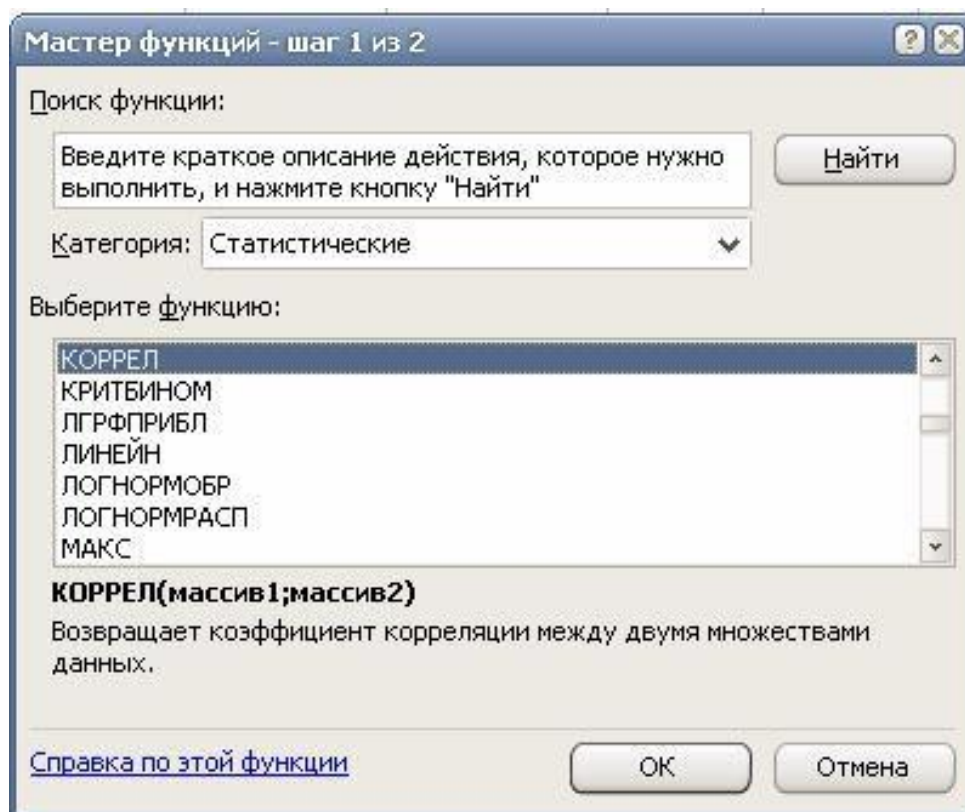 Мастер функций - шаг 1 из 2
Поиск функции:
Введите краткое описание действия, которое нужно
выполнить, и нажмите кнопку "Найти"
Найти
Категория: Статистические
Выберите функцию:
КОРРЕЛ
КРИТБИНОМ
ЛГРФПРИБЛ
ЛИНЕЙН
ЛОГНОРМОБР
ЛОГНОРМРАСП
МАКС
КОРРЕЛ(массив1;массив2)
Возвращает коэффициент корреляции между двумя множествами
данных.
Справка по этой функции
ОК
Отмена